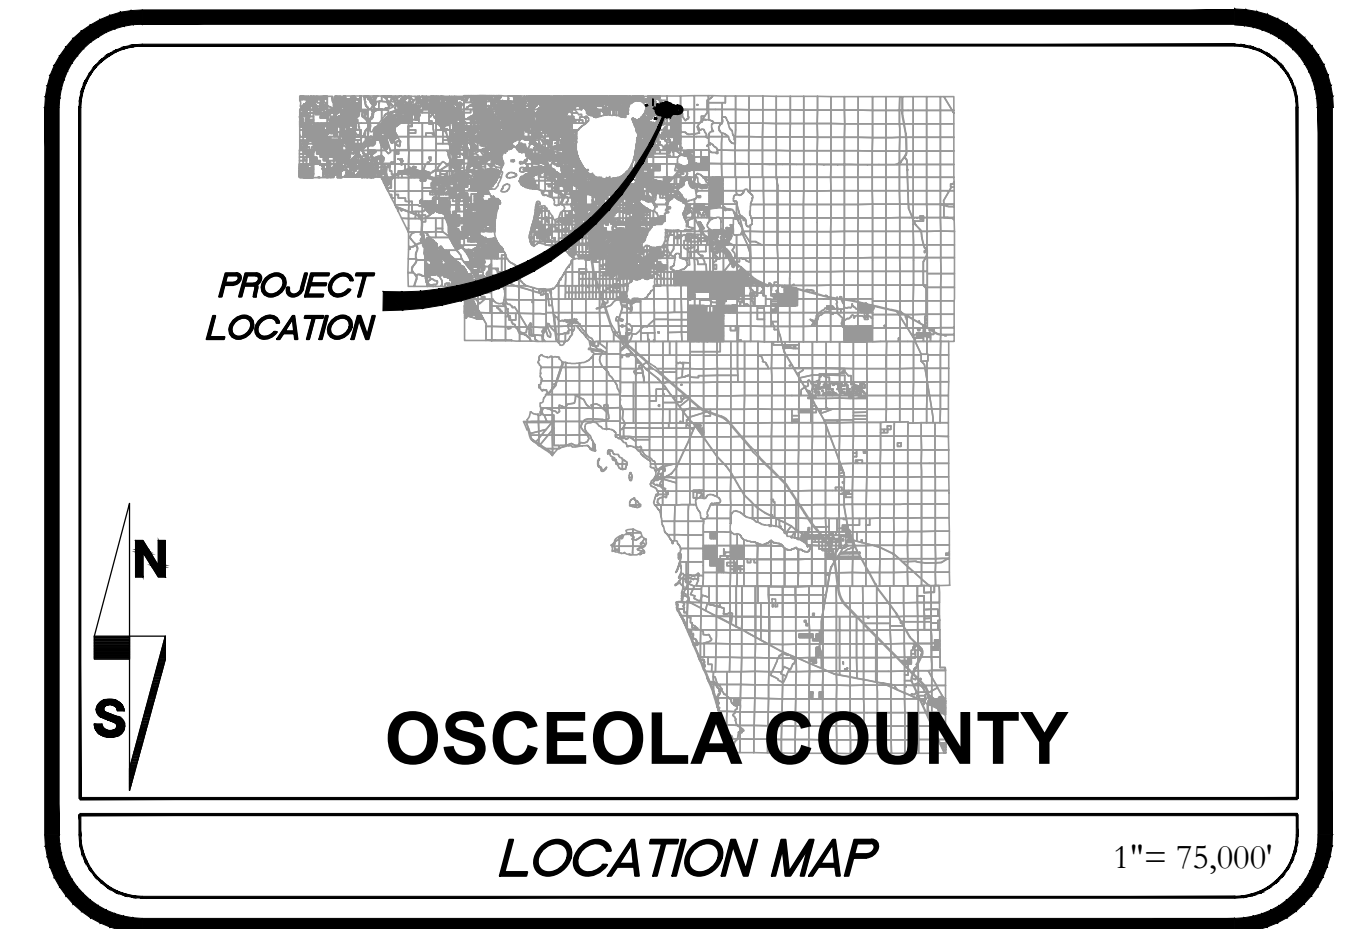 PROJECT
LOCATION
N
S
OSCEOLA COUNTY
LOCATION MAP
1"= 75,000'